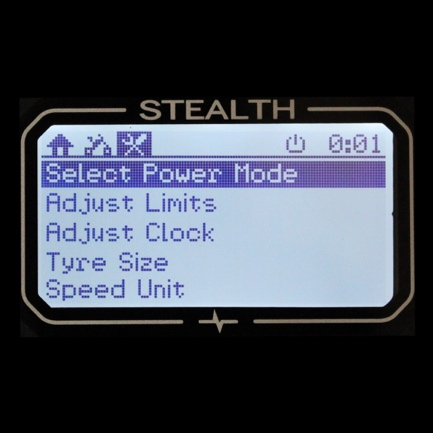 STEALTH
0:01
Select Power Mode
Adjust Limits
Adjust Clock
Tyre Size
Speed Unit